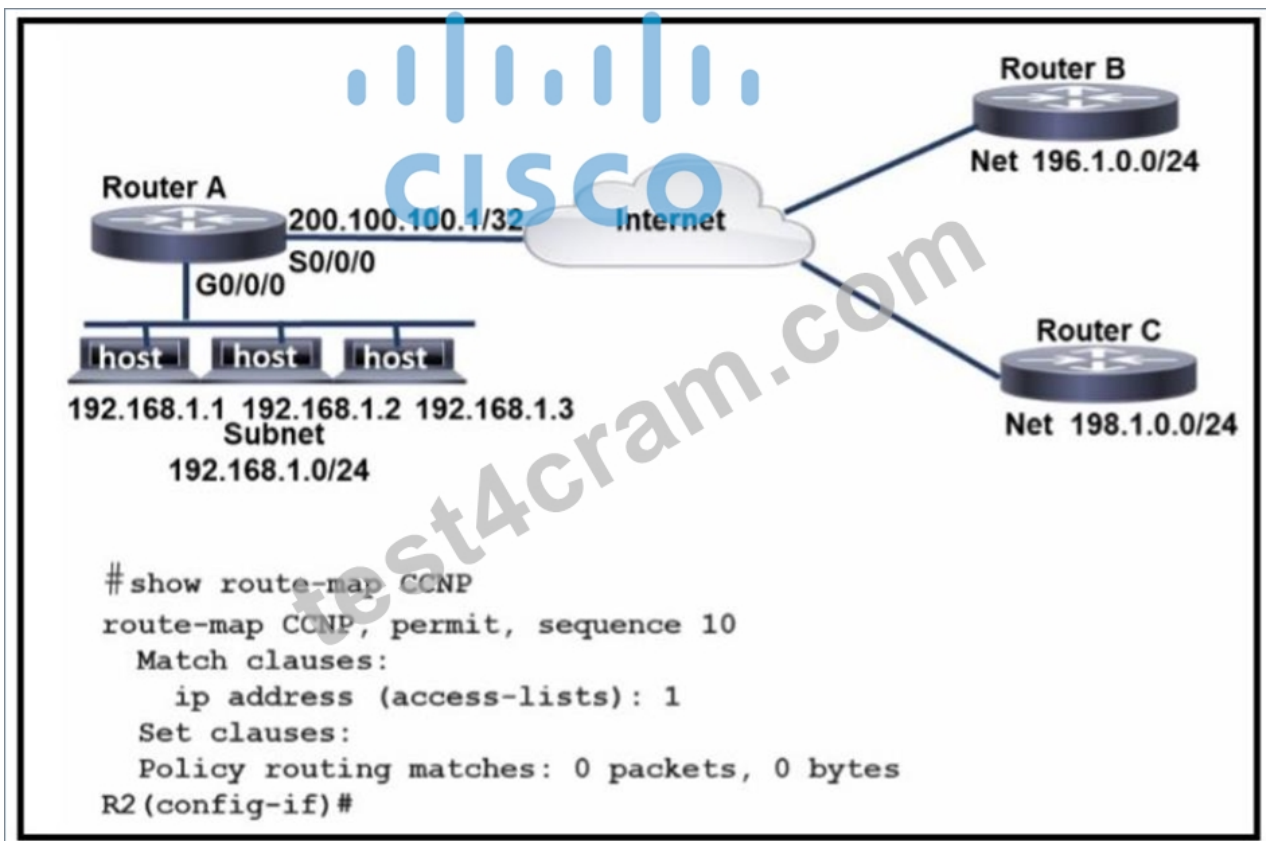 CISCO
Router B
Net 196.1.0.0/24
Router A
200.100.100.1/32
Internet
S0/0/0
G0/0/0
Router C
Net 198.1.0.0/24
host host host
192.168.1.1 192.168.1.2 192.168.1.3
Subnet
192.168.1.0/24
test4cram.com
#show route-map CCNP
route-map CCNP, permit, sequence 10
Match clauses:
ip address (access-lists): 1
Set clauses:
Policy routing matches: 0 packets, 0 bytes
R2(config-if)#